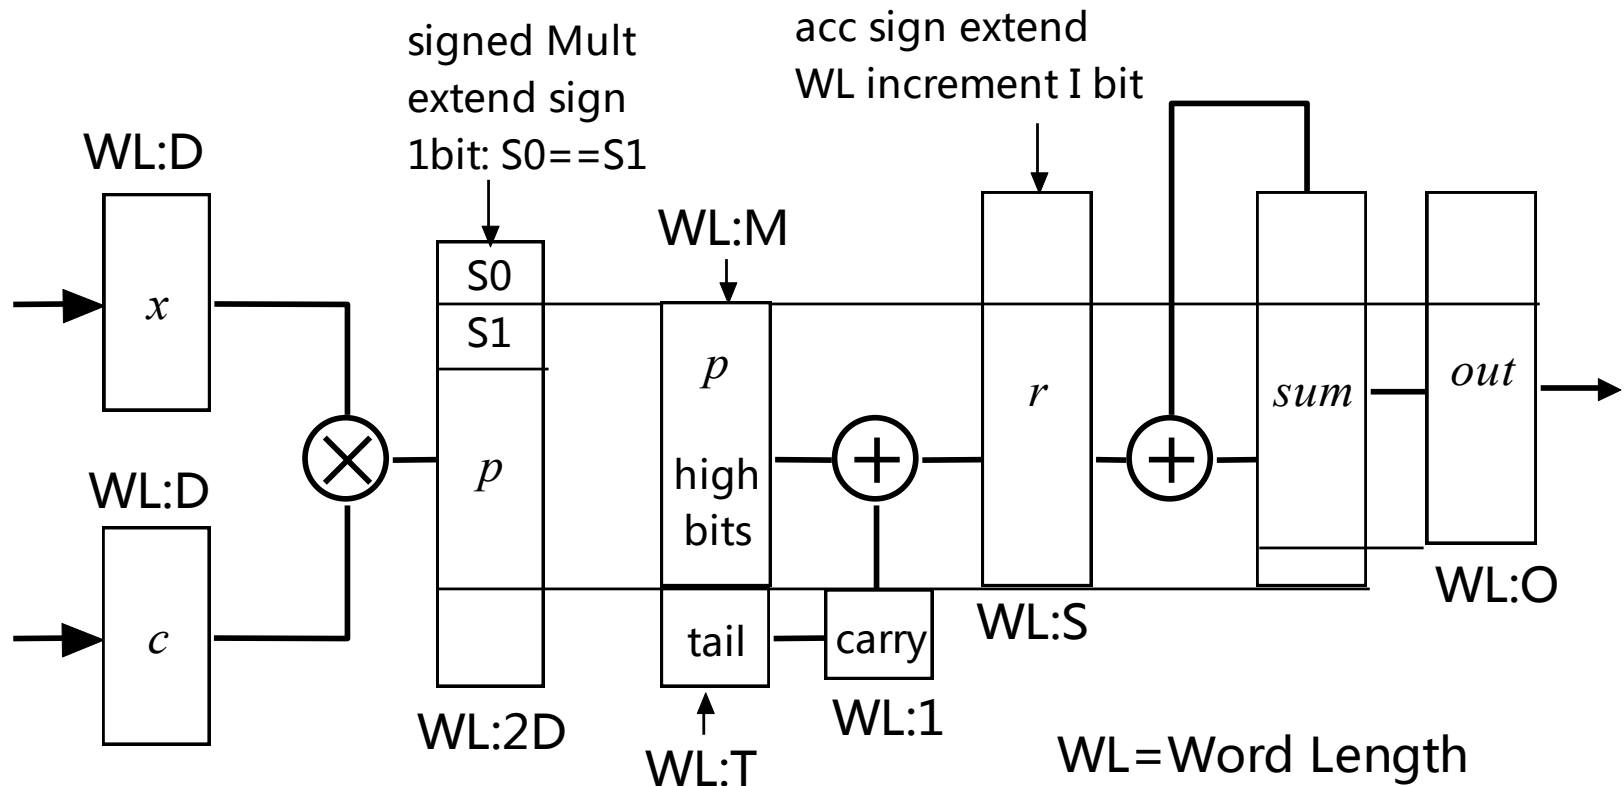 signed Mult
extend sign
1bit: S0==S1
acc sign extend
WL increment I bit
WL:D
x
WL:D
c
S0
S1
p
WL:2D
WL:M
p
high
bits
tail
WL:T
carry
WL:1
r
WL:S
sum
out
WL:O
WL=Word Length